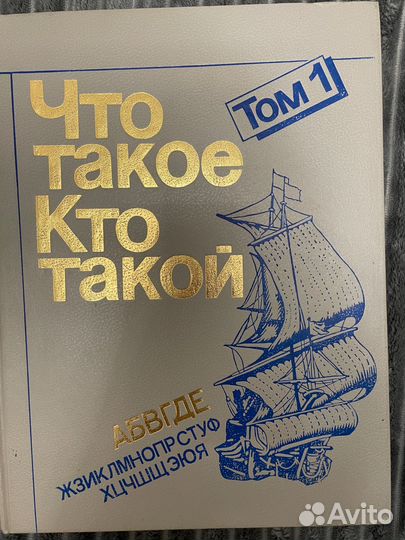 Том 1
Что
такое
Кто
такой
АБВГДЕ
ЖЗИКЛМНОПРСТУФ
ХЦЧШЩЭЮЯ
Avito